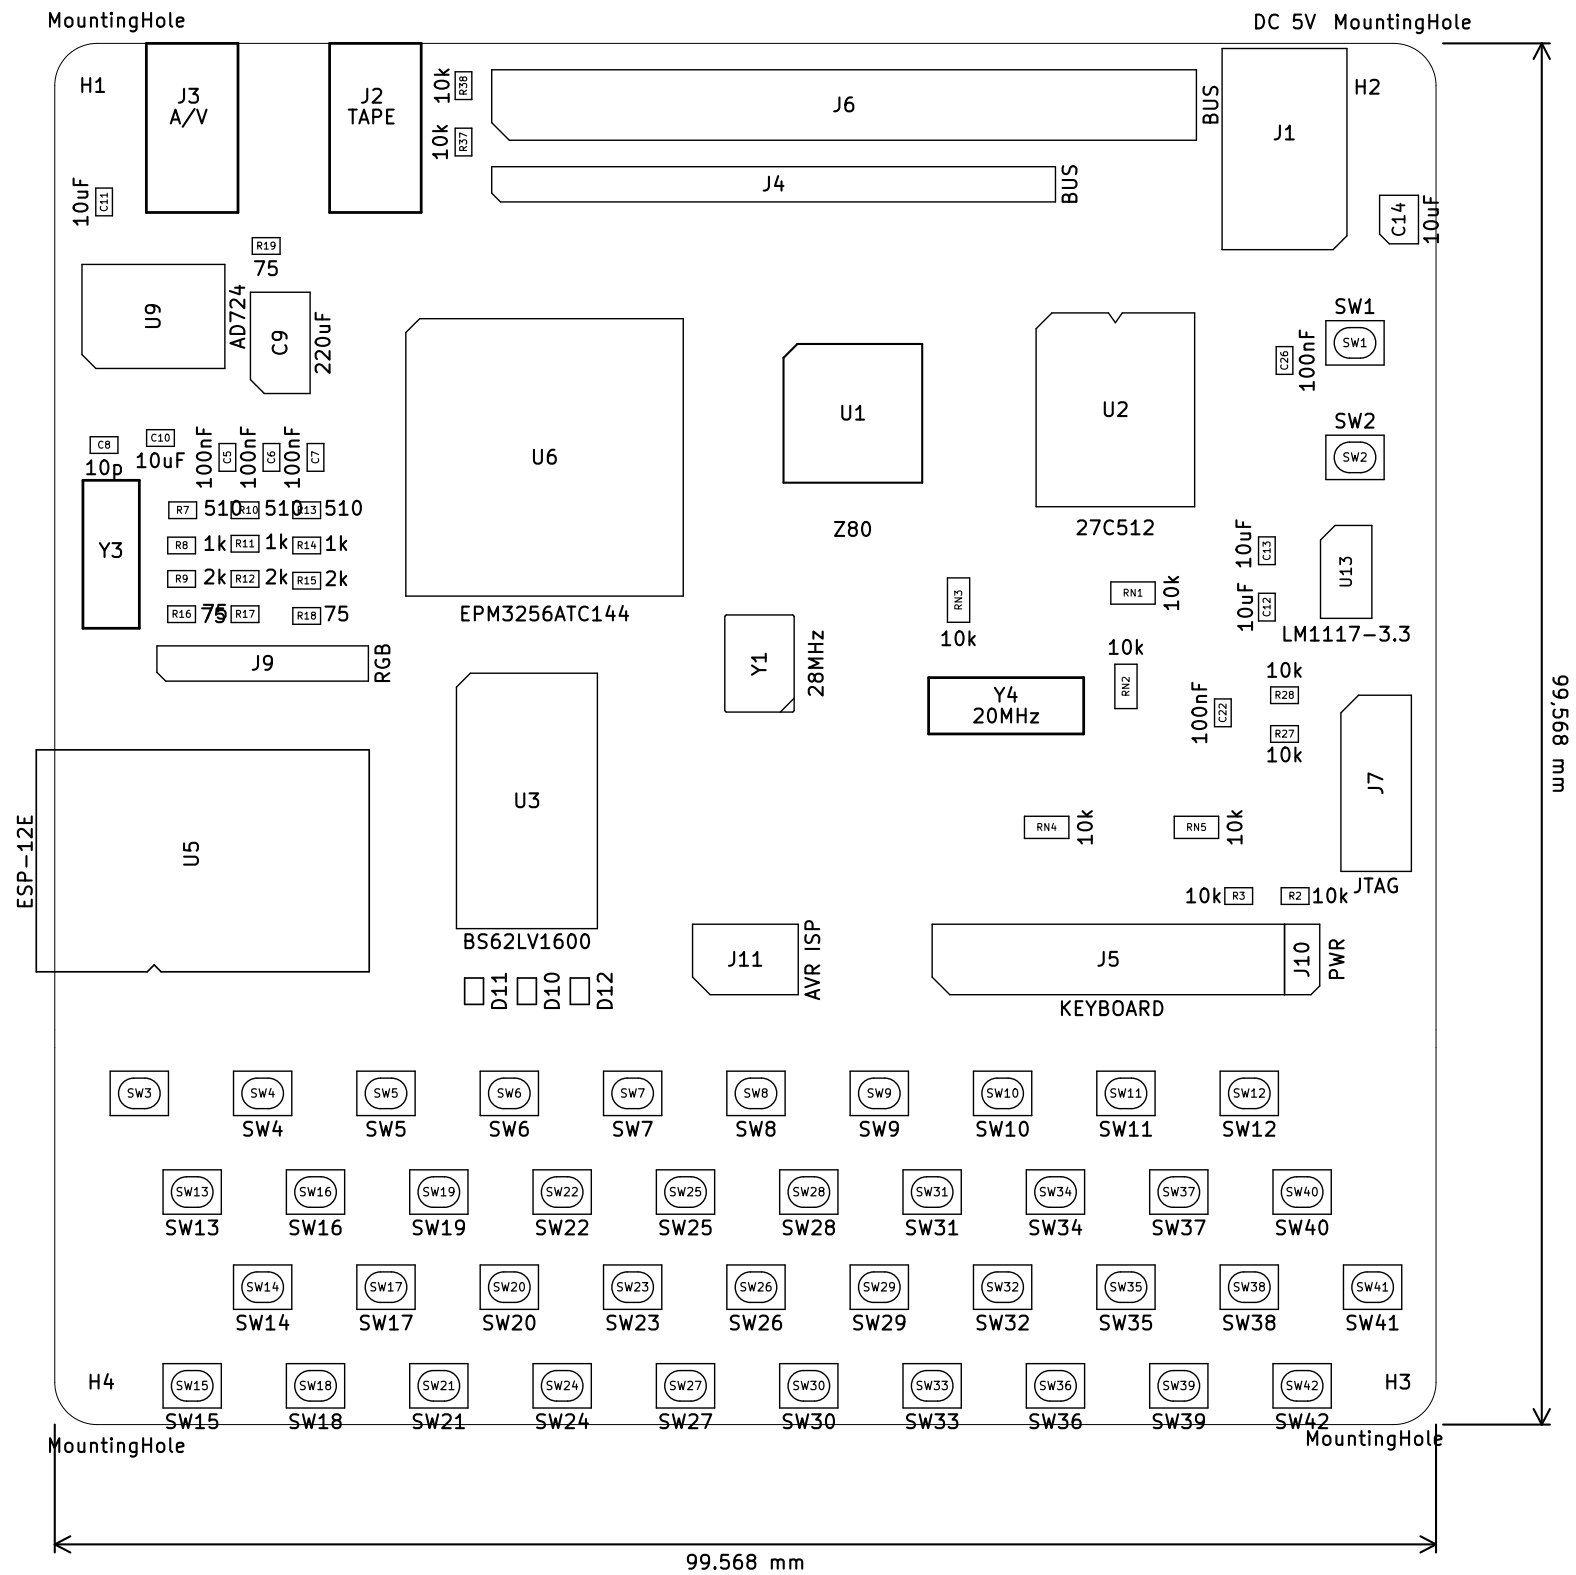 MountingHole
DC 5V MountingHole
H1
J3
A/V
J2
TAPE
10k
R38
10k
R37
J6
BUS
J4
BUS
J1
H2
10uF
C11
C14
10uF
R19
75
U9
AD724
C9
220uF
U6
EPM3256ATC144
U1
Z80
U2
27C512
C26
100nF
SW1
SW1
SW2
SW2
C8
10p
C10
10uF
100nF
C5
100nF
C6
100nF
C7
Y3
R7
510
R10
510
R13
510
R8
1k
R11
1k
R14
1k
R9
2k
R12
2k
R15
2k
R16
75
75
R17
R18
75
J9
RGB
10uF
C13
10uF
C12
U13
LM1117-3.3
RN3
10k
RN1
10k
10k
RN2
Y1
28MHz
Y4
20MHz
100nF
C22
10k
R28
R27
10k
J7
JTAG
99,568 mm
ESP-12E
U5
U3
BS62LV1600
RN4
10k
RN5
10k
10k
R3
R2
10k
D11
D10
D12
J11
AVR ISP
J5
KEYBOARD
J10
PWR
SW3
SW4
SW5
SW6
SW7
SW8
SW9
SW10
SW11
SW12
SW4
SW5
SW6
SW7
SW8
SW9
SW10
SW11
SW12
SW13
SW16
SW19
SW22
SW25
SW28
SW31
SW34
SW37
SW40
SW13
SW16
SW19
SW22
SW25
SW28
SW31
SW34
SW37
SW40
SW14
SW17
SW20
SW23
SW26
SW29
SW32
SW35
SW38
SW41
SW14
SW17
SW20
SW23
SW26
SW29
SW32
SW35
SW38
SW41
H4
SW15
SW18
SW21
SW24
SW27
SW30
SW33
SW36
SW39
SW42
H3
SW15
SW18
SW21
SW24
SW27
SW30
SW33
SW36
SW39
SW42
MountingHole
MountingHole
99,568 mm